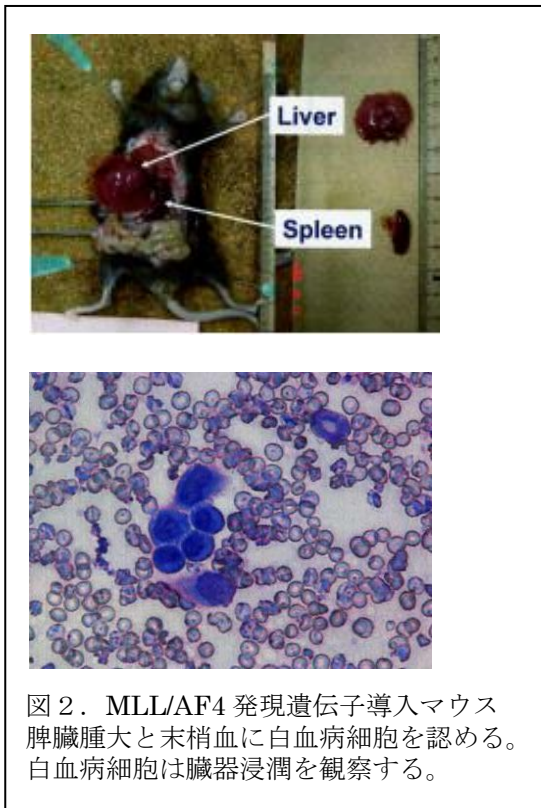 Liver
Spleen
図２．MLL/AF4 発現遺伝子導入マウス
脾臓腫大と末梢血に白血病細胞を認める。
白血病細胞は臓器浸潤を観察する。